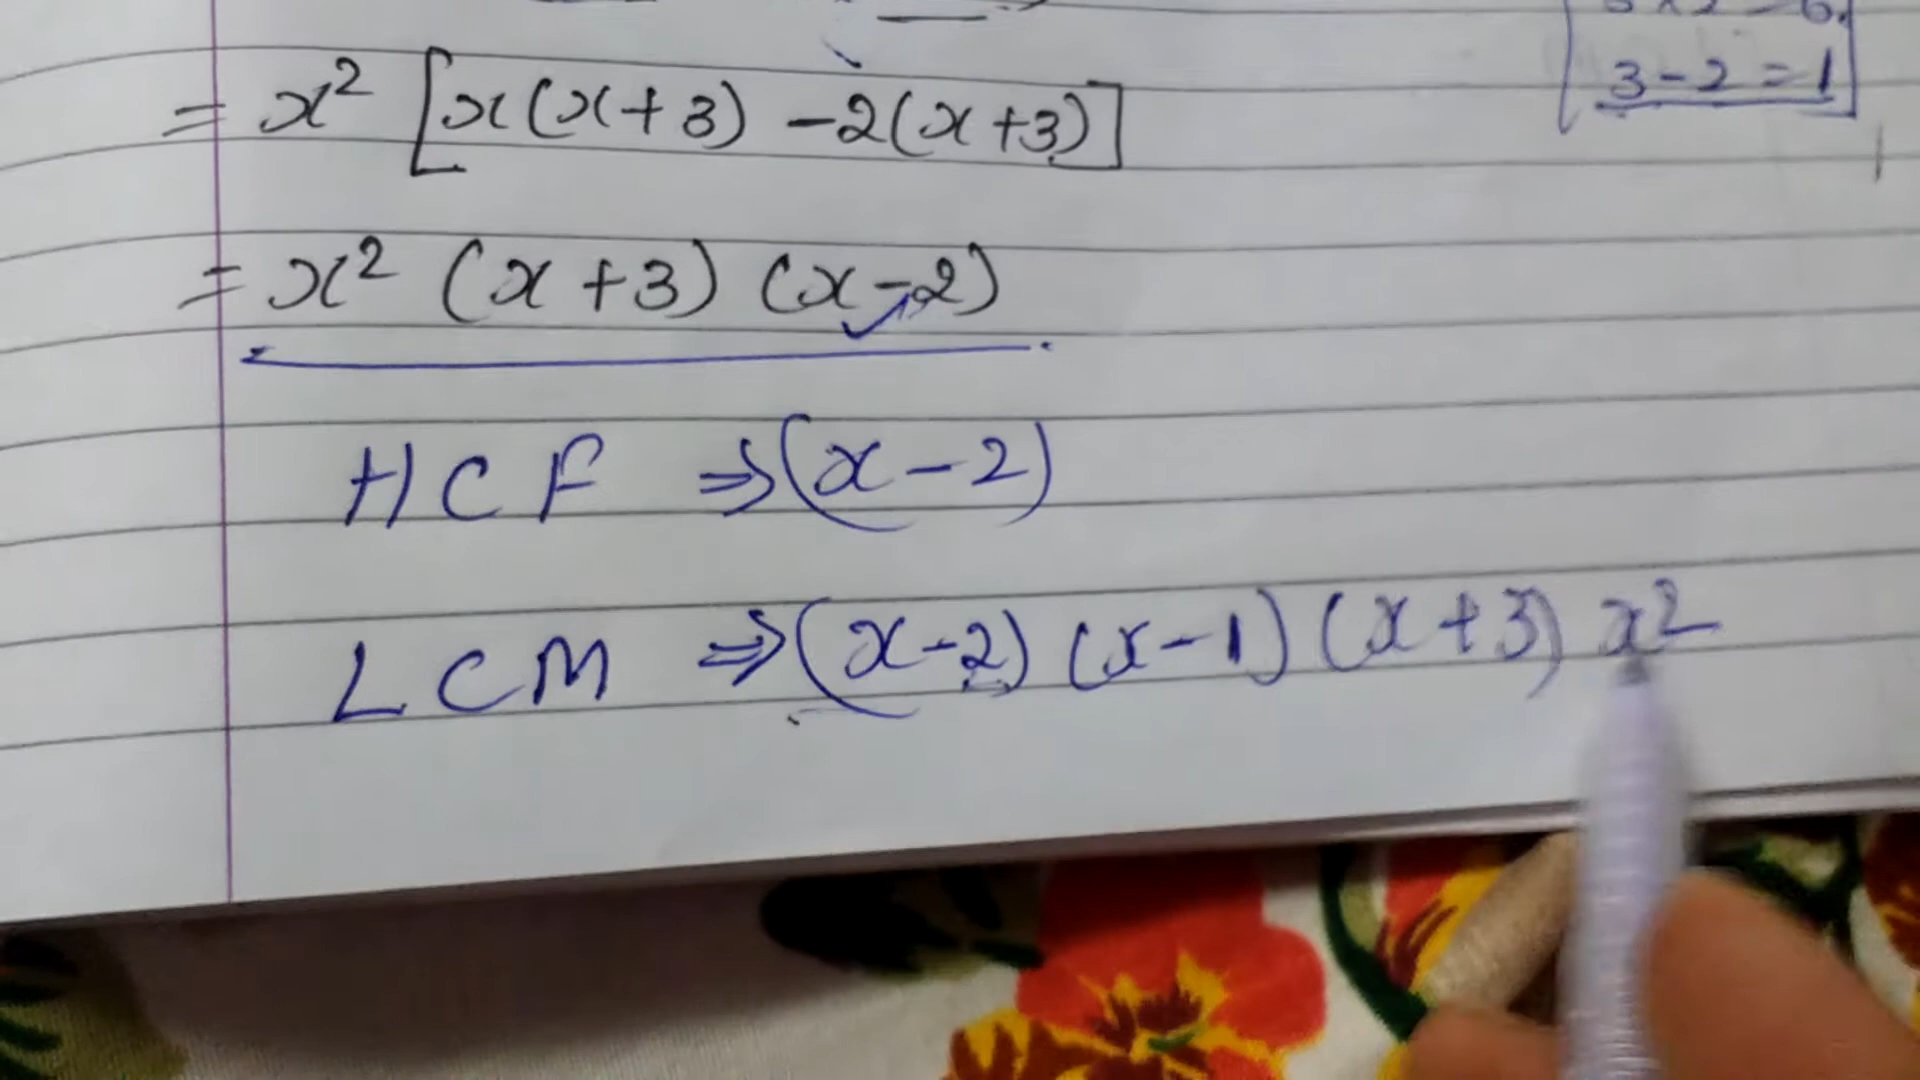 3 - 2 = 1
= x² [x(x+3) -2(x+3)]
= x² (x+3) (x-2)
HCF ⇒ (x-2)
LCM ⇒ (x-2) (x-1) (x+3) x²